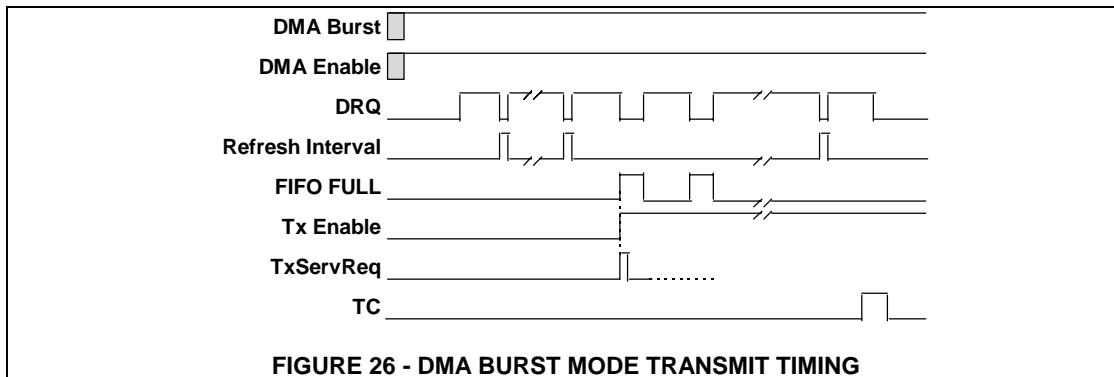 DMA Burst
DMA Enable
DRQ
Refresh Interval
FIFO FULL
Tx Enable
TxServReq
TC
FIGURE 26 - DMA BURST MODE TRANSMIT TIMING